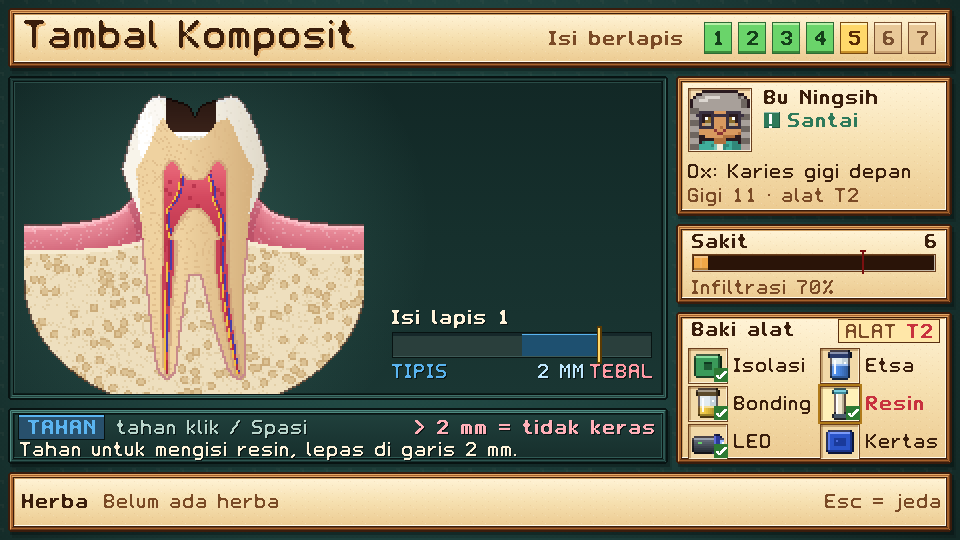 Tambal Komposit
Isi berlapis 1 2 3 4 5 6 7
Bu Ningsih
Santai
Dx: Karies gigi depan
Gigi 11 · alat T2
Sakit 6
Infiltrasi 70%
Isi lapis 1
TIPIS 2 MM TEBAL
Baki alat ALAT T2
Isolasi Etsa
Bonding Resin
LED Kertas
TAHAN tahan klik / Spasi > 2 mm = tidak keras
Tahan untuk mengisi resin, lepas di garis 2 mm.
Herba Belum ada herba Esc = jeda